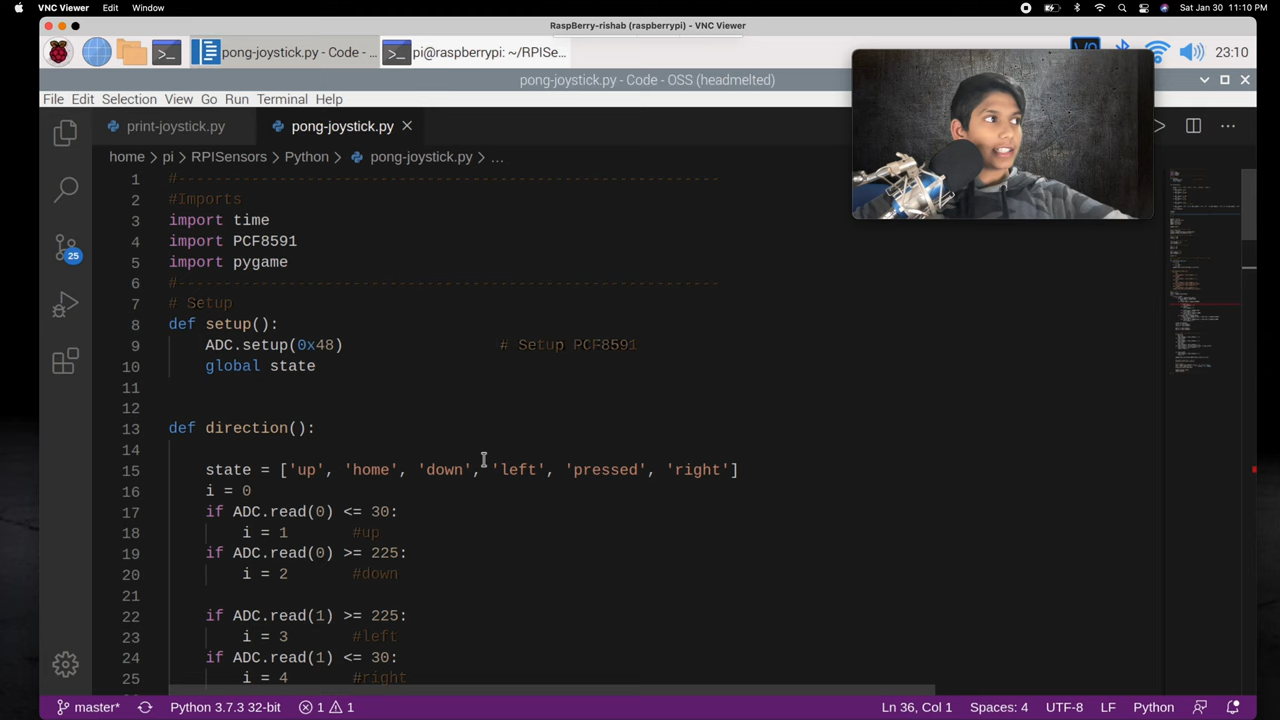 VNC Viewer Edit Window Sat Jan 30 11:10 PM
RaspBerry-rishab (raspberrypi) - VNC Viewer
pong-joystick.py - Code - ... pi@raspberrypi: ~/RPISe... 23:10
pong-joystick.py - Code - OSS (headmelted)
File Edit Selection View Go Run Terminal Help
print-joystick.py pong-joystick.py
home > pi > RPISensors > Python > pong-joystick.py > ...
1 #-----------------------------------------------------------
2 #Imports
3 import time
4 import PCF8591
5 import pygame
6 #-----------------------------------------------------------
7 # Setup
8 def setup():
9 ADC.setup(0x48) # Setup PCF8591
10 global state
11
12
13 def direction():
14
15 state = ['up', 'home', 'down', 'left', 'pressed', 'right']
16 i = 0
17 if ADC.read(0) <= 30:
18 i = 1 #up
19 if ADC.read(0) >= 225:
20 i = 2 #down
21
22 if ADC.read(1) >= 225:
23 i = 3 #left
24 if ADC.read(1) <= 30:
25 i = 4 #right
25
master* Python 3.7.3 32-bit 1 1 Ln 36, Col 1 Spaces: 4 UTF-8 LF Python